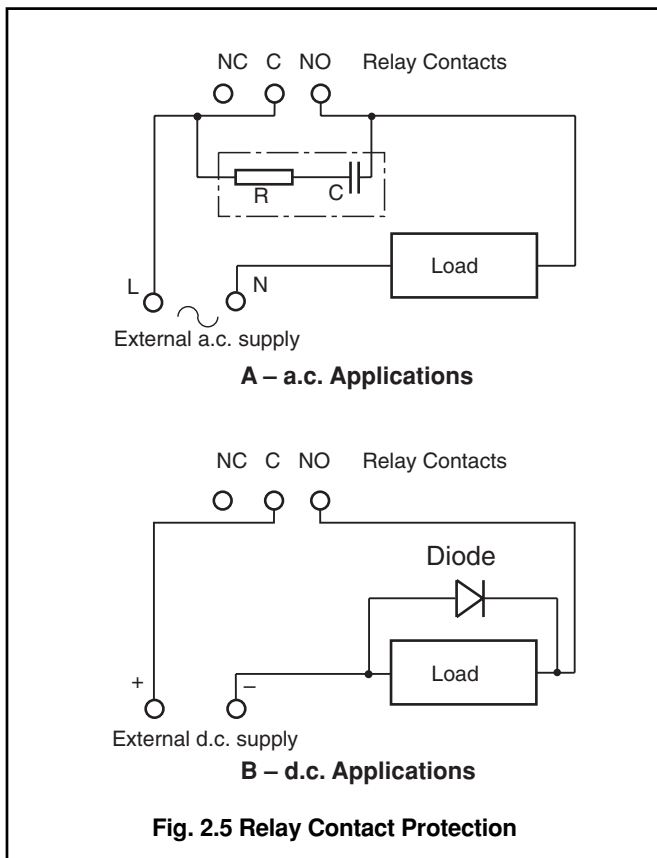 NC C NO Relay Contacts
R C
Load
L N
External a.c. supply
A – a.c. Applications
NC C NO Relay Contacts
Diode
Load
+ –
External d.c. supply
B – d.c. Applications
Fig. 2.5 Relay Contact Protection